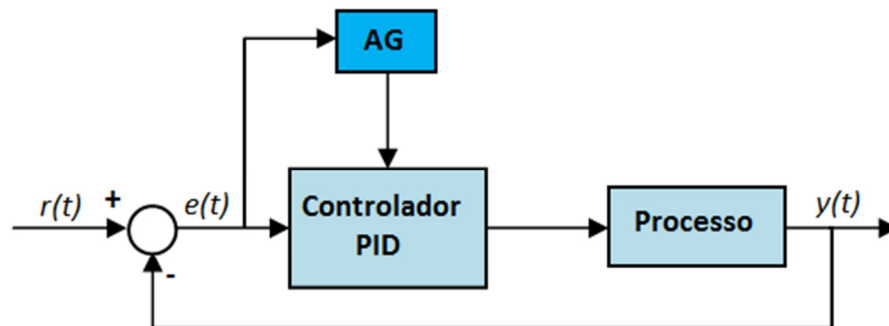 AG
r(t)
+
e(t)
Controlador
PID
Processo
y(t)
-